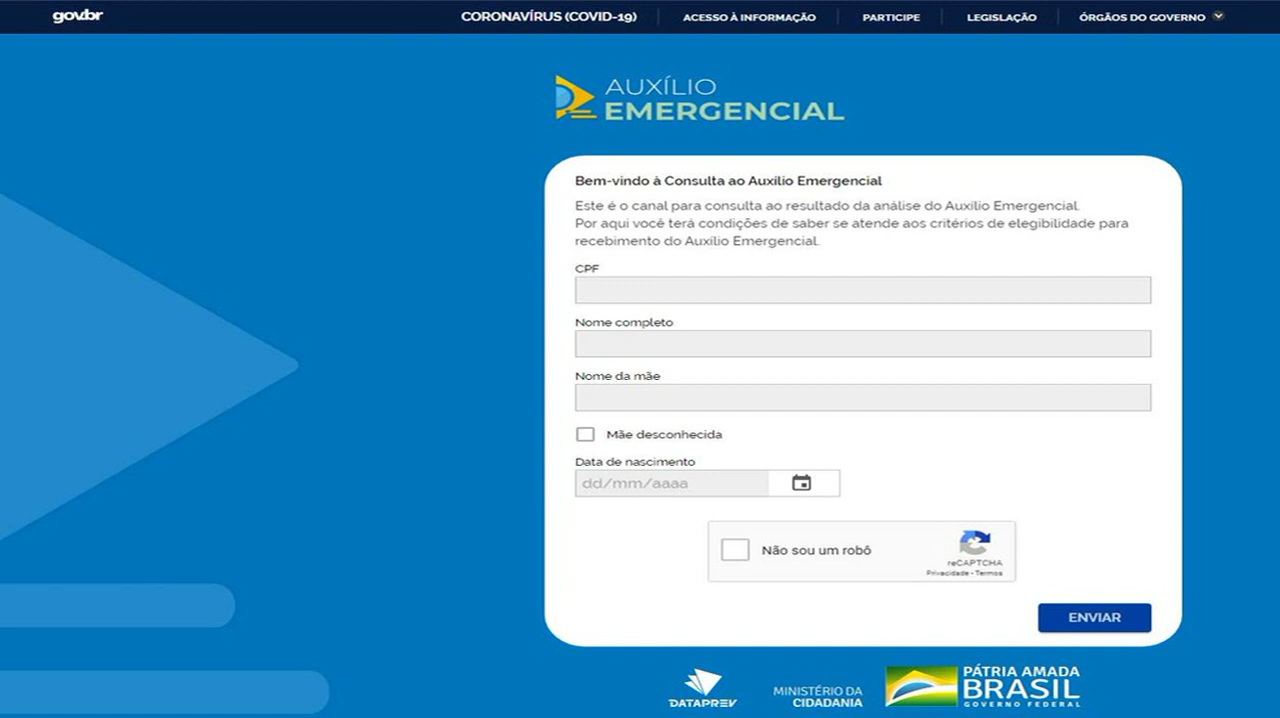 gov.br CORONAVÍRUS (COVID-19) ACESSO À INFORMAÇÃO PARTICIPE LEGISLAÇÃO ÓRGÃOS DO GOVERNO
AUXÍLIO
EMERGENCIAL
Bem-vindo à Consulta ao Auxílio Emergencial
Este é o canal para consulta ao resultado da análise do Auxílio Emergencial.
Por aqui você terá condições de saber se atende aos critérios de elegibilidade para
recebimento do Auxílio Emergencial.
CPF
Nome completo
Nome da mãe
Mãe desconhecida
Data de nascimento
dd/mm/aaaa
Não sou um robô
reCAPTCHA
Privacidade - Termos
ENVIAR
DATAPREV
MINISTÉRIO DA
CIDADANIA
PÁTRIA AMADA
BRASIL
GOVERNO FEDERAL